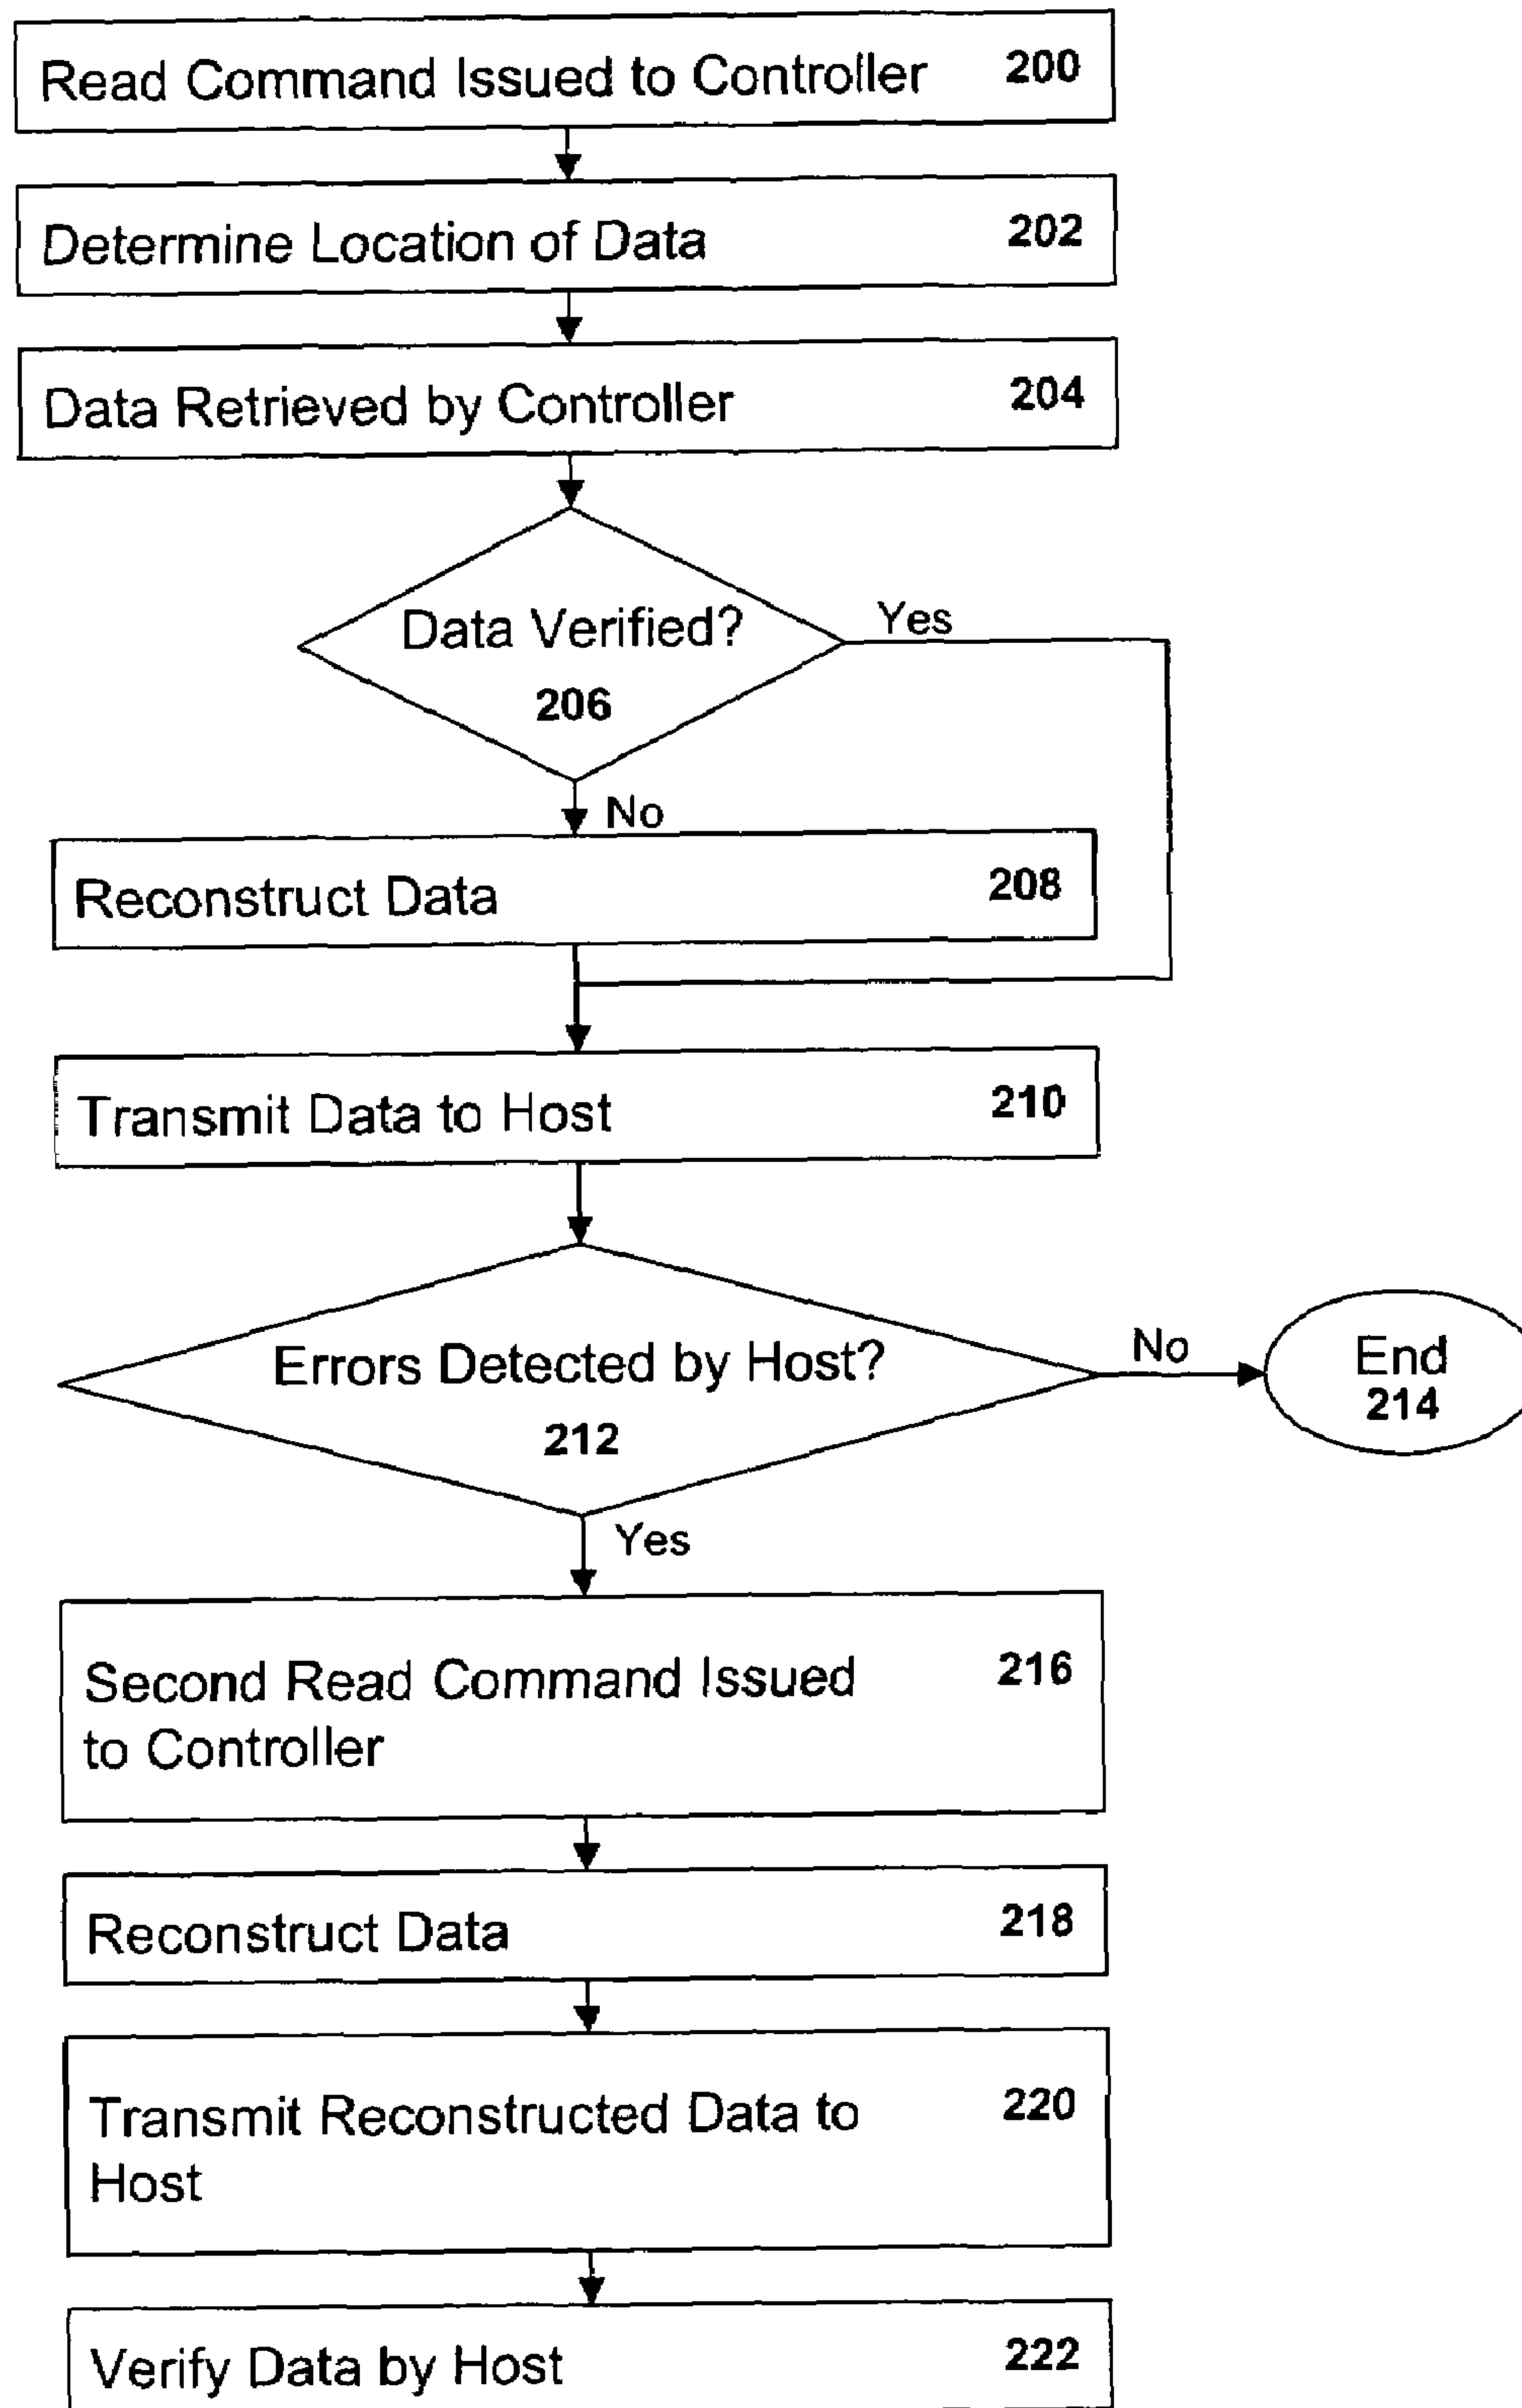 Read Command Issued to Controller 200
Determine Location of Data 202
Data Retrieved by Controller 204
Data Verified? Yes
206
No
Reconstruct Data 208
Transmit Data to Host 210
Errors Detected by Host? No End
212 214
Yes
Second Read Command Issued 216
to Controller
Reconstruct Data 218
Transmit Reconstructed Data to 220
Host
Verify Data by Host 222